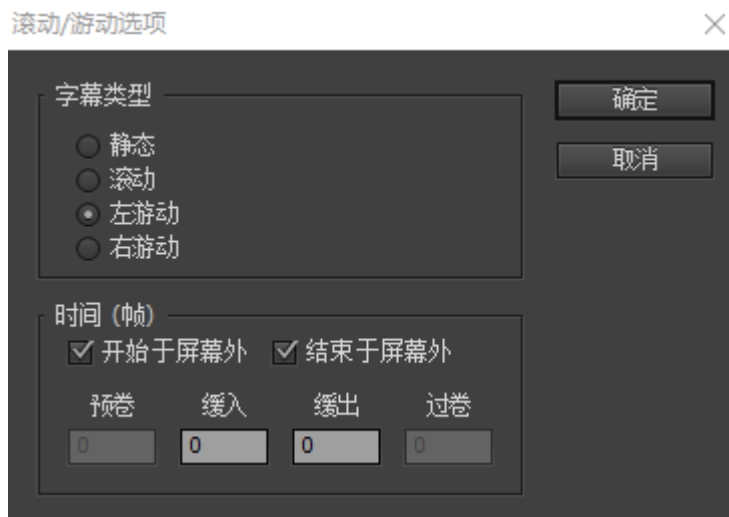 滚动/游动选项
字幕类型
静态
滚动
左游动
右游动
确定
取消
时间 (帧)
开始于屏幕外 结束于屏幕外
预卷 缓入 缓出 过卷
0 0 0 0